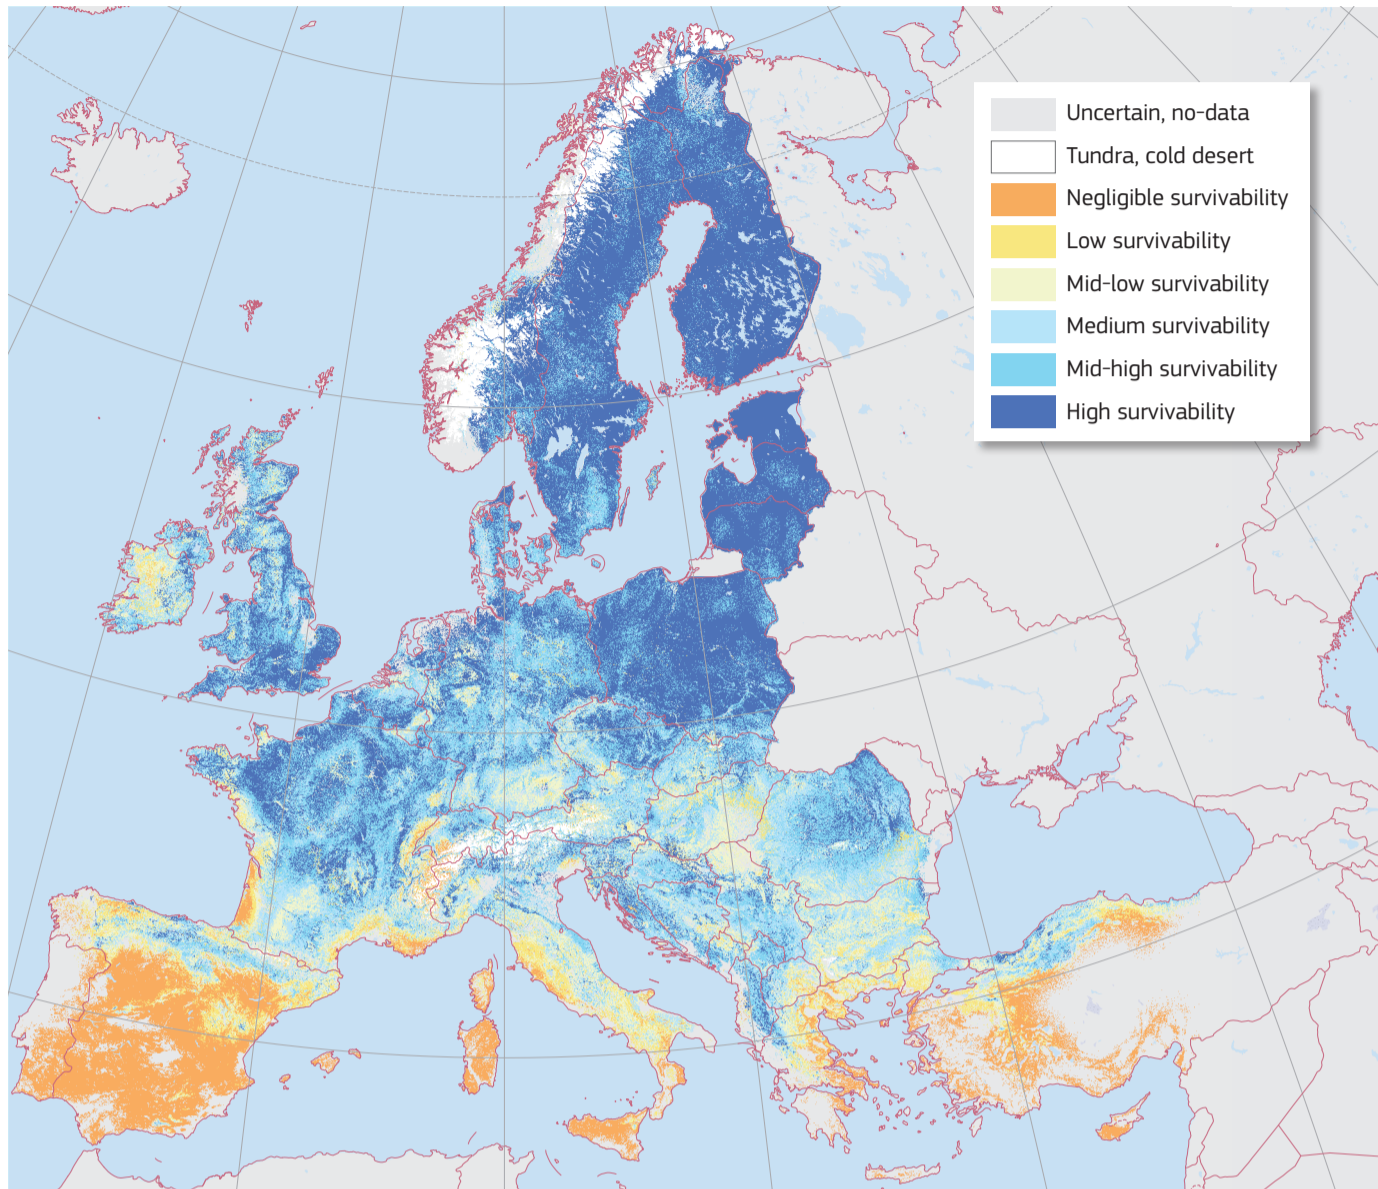 Uncertain, no-data
Tundra, cold desert
Negligible survivability
Low survivability
Mid-low survivability
Medium survivability
Mid-high survivability
High survivability